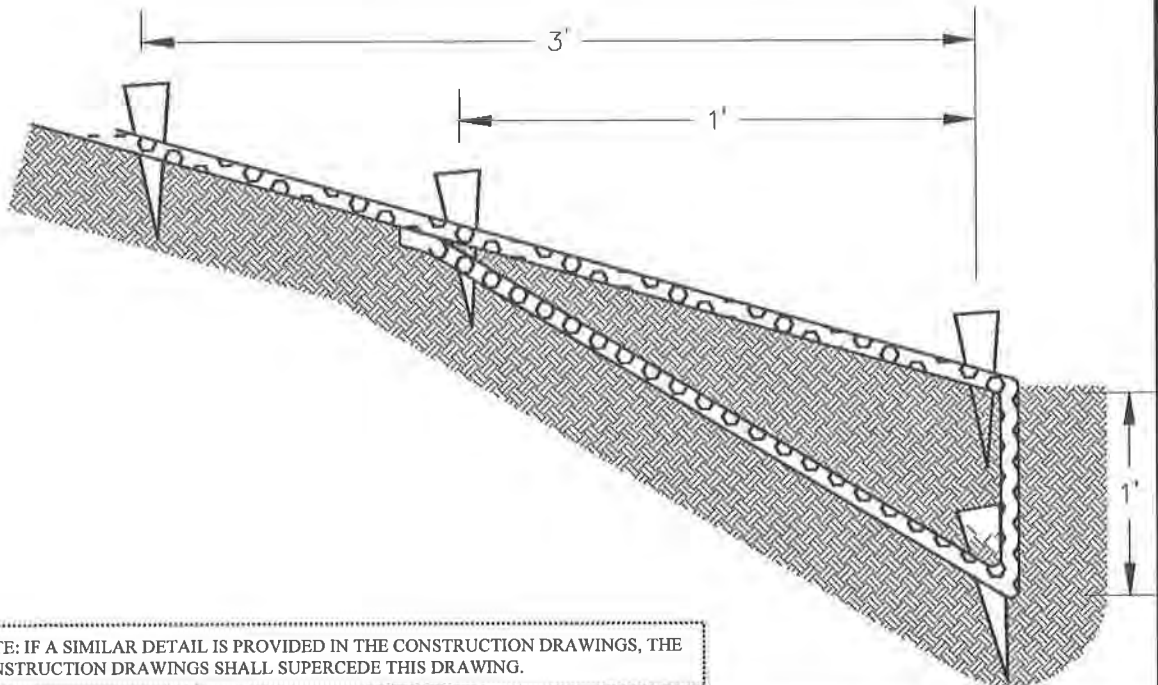 3'
1'
1'
TE: IF A SIMILAR DETAIL IS PROVIDED IN THE CONSTRUCTION DRAWINGS, THE
NSTRUCTION DRAWINGS SHALL SUPERCEDE THIS DRAWING.